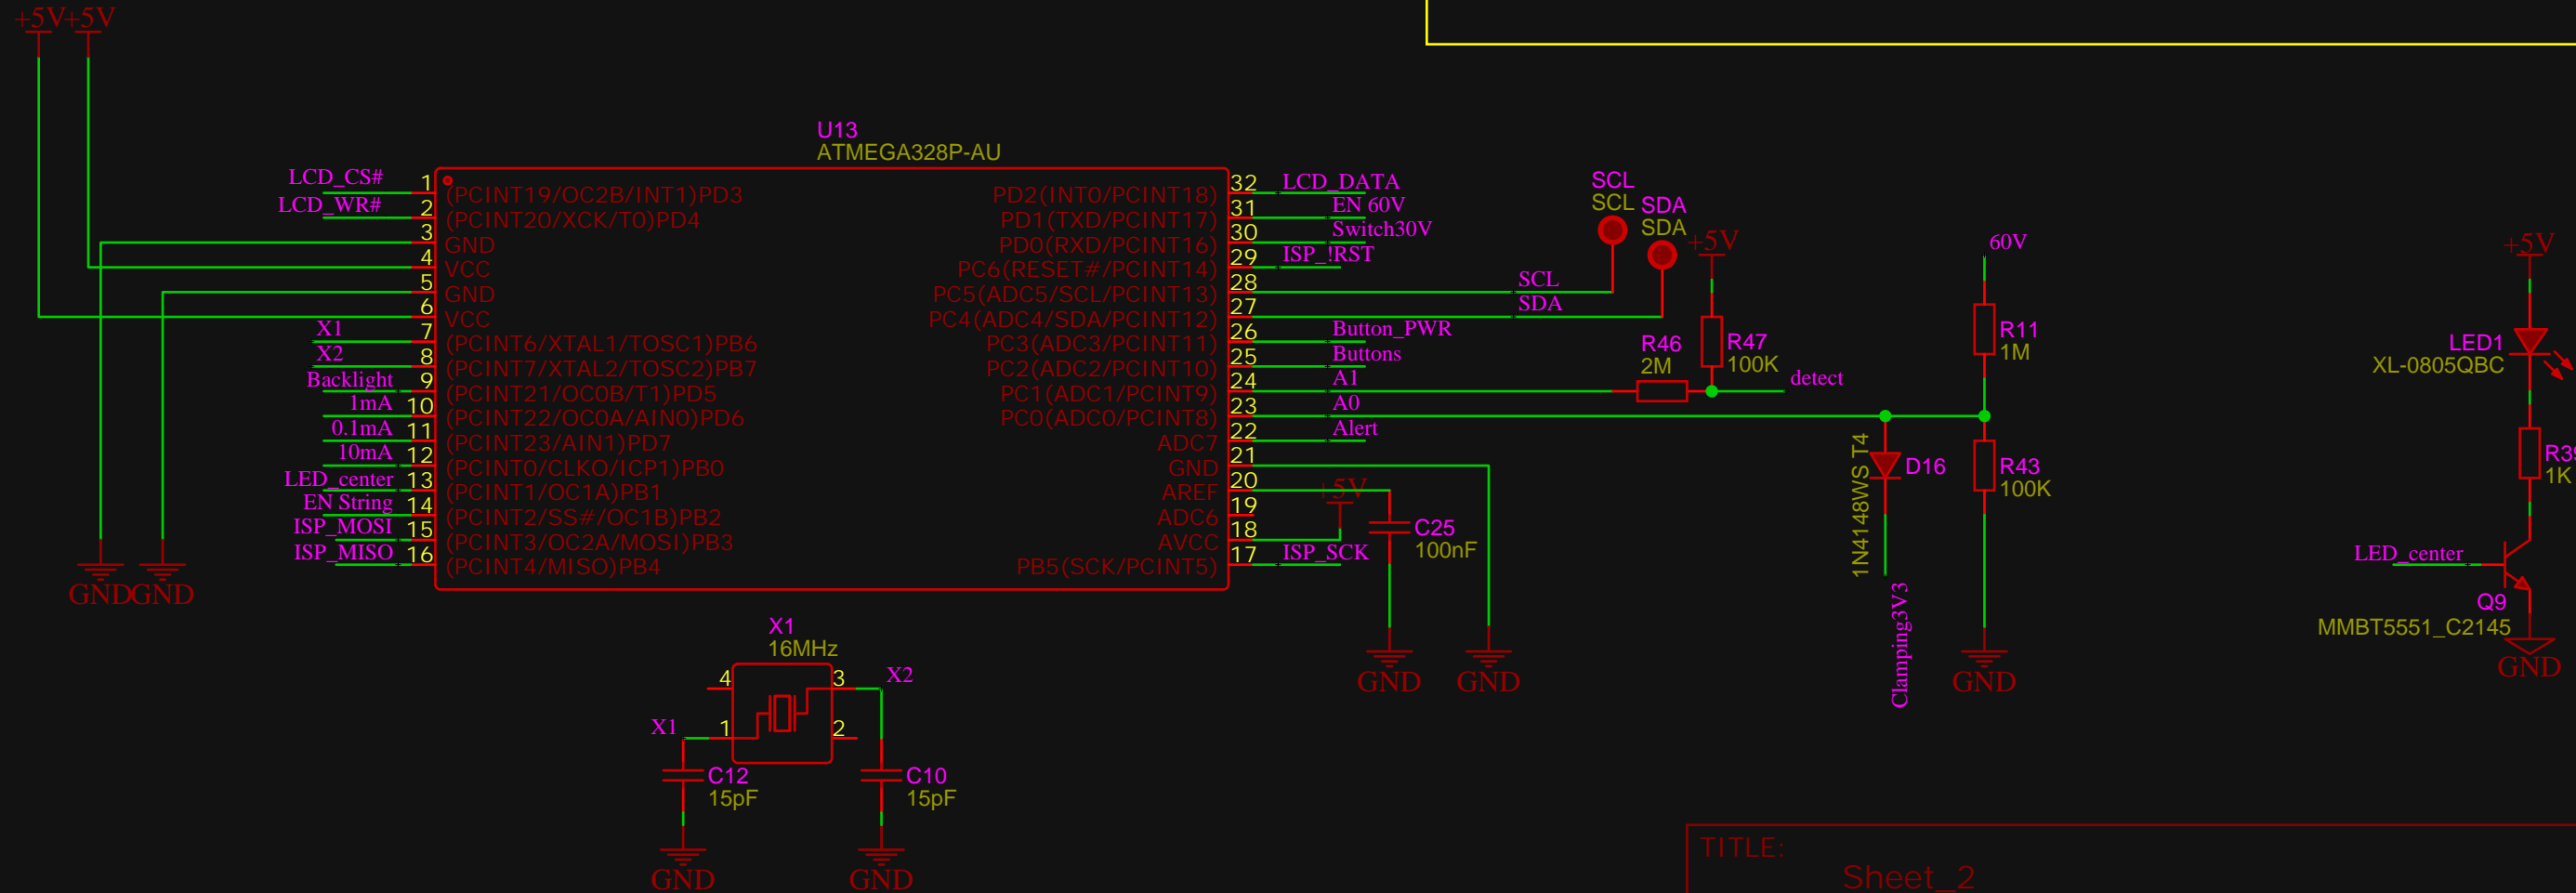 +5V+5V
U13
ATMEGA328P-AU
LCD_CS# 1 (PCINT19/OC2B/INT1)PD3
LCD_WR# 2 (PCINT20/XCK/T0)PD4
3 GND
4 VCC
5 GND
6 VCC
X1 7 (PCINT6/XTAL1/TOSC1)PB6
X2 8 (PCINT7/XTAL2/TOSC2)PB7
Backlight 9 (PCINT21/OC0B/T1)PD5
1mA 10 (PCINT22/OC0A/AIN0)PD6
0.1mA 11 (PCINT23/AIN1)PD7
10mA 12 (PCINT0/CLKO/ICP1)PB0
LED_center 13 (PCINT1/OC1A)PB1
EN String 14 (PCINT2/SS#/OC1B)PB2
ISP_MOSI 15 (PCINT3/OC2A/MOSI)PB3
ISP_MISO 16 (PCINT4/MISO)PB4
GND
GND
PD2(INT0/PCINT18) 32 LCD_DATA
PD1(TXD/PCINT17) 31 EN 60V
PD0(RXD/PCINT16) 30 Switch30V
PC6(RESET#/PCINT14) 29 ISP_!RST
PC5(ADC5/SCL/PCINT13) 28 SCL
PC4(ADC4/SDA/PCINT12) 27 SDA
PC3(ADC3/PCINT11) 26 Button_PWR
PC2(ADC2/PCINT10) 25 Buttons
PC1(ADC1/PCINT9) 24 A1
PC0(ADC0/PCINT8) 23 A0
ADC7 22 Alert
GND 21
AREF 20
ADC6 19
AVCC 18
PB5(SCK/PCINT5) 17 ISP_SCK
+5V
C25
100nF
GND
GND
SCL
SCL
SDA
SDA
+5V
R46
2M
R47
100K
detect
60V
R11
1M
1N4148WS T4
D16
R43
100K
Clamping3V3
GND
+5V
LED1
XL-0805QBC
R39
1K
LED_center
Q9
MMBT5551_C2145
GND
X1
16MHz
4
3
X2
X1
1
2
C12
15pF
C10
15pF
GND
GND
TITLE:
Sheet_2